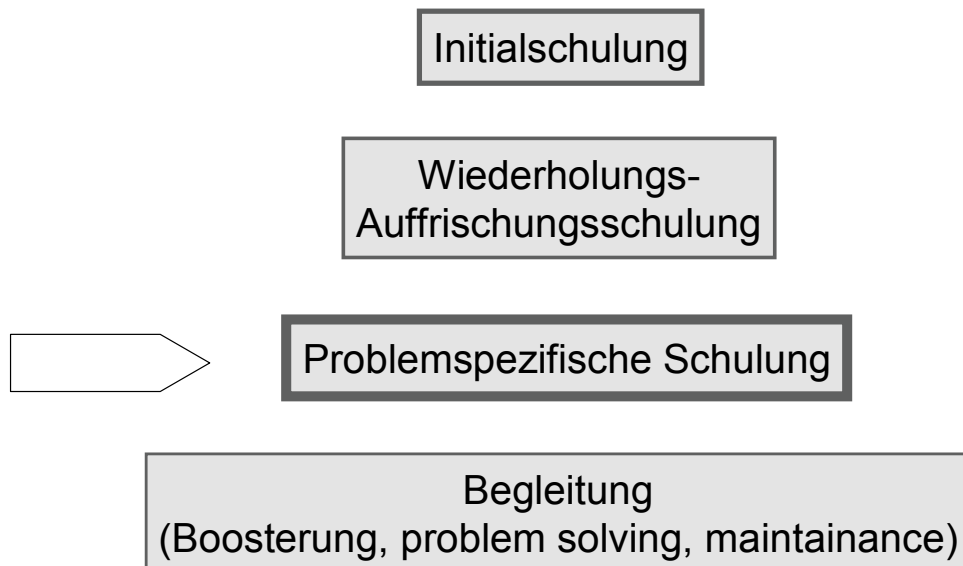 Initialschulung
Wiederholungs-
Auffrischungsschulung
Problemspezifische Schulung
Begleitung
(Boosterung, problem solving, maintainance)